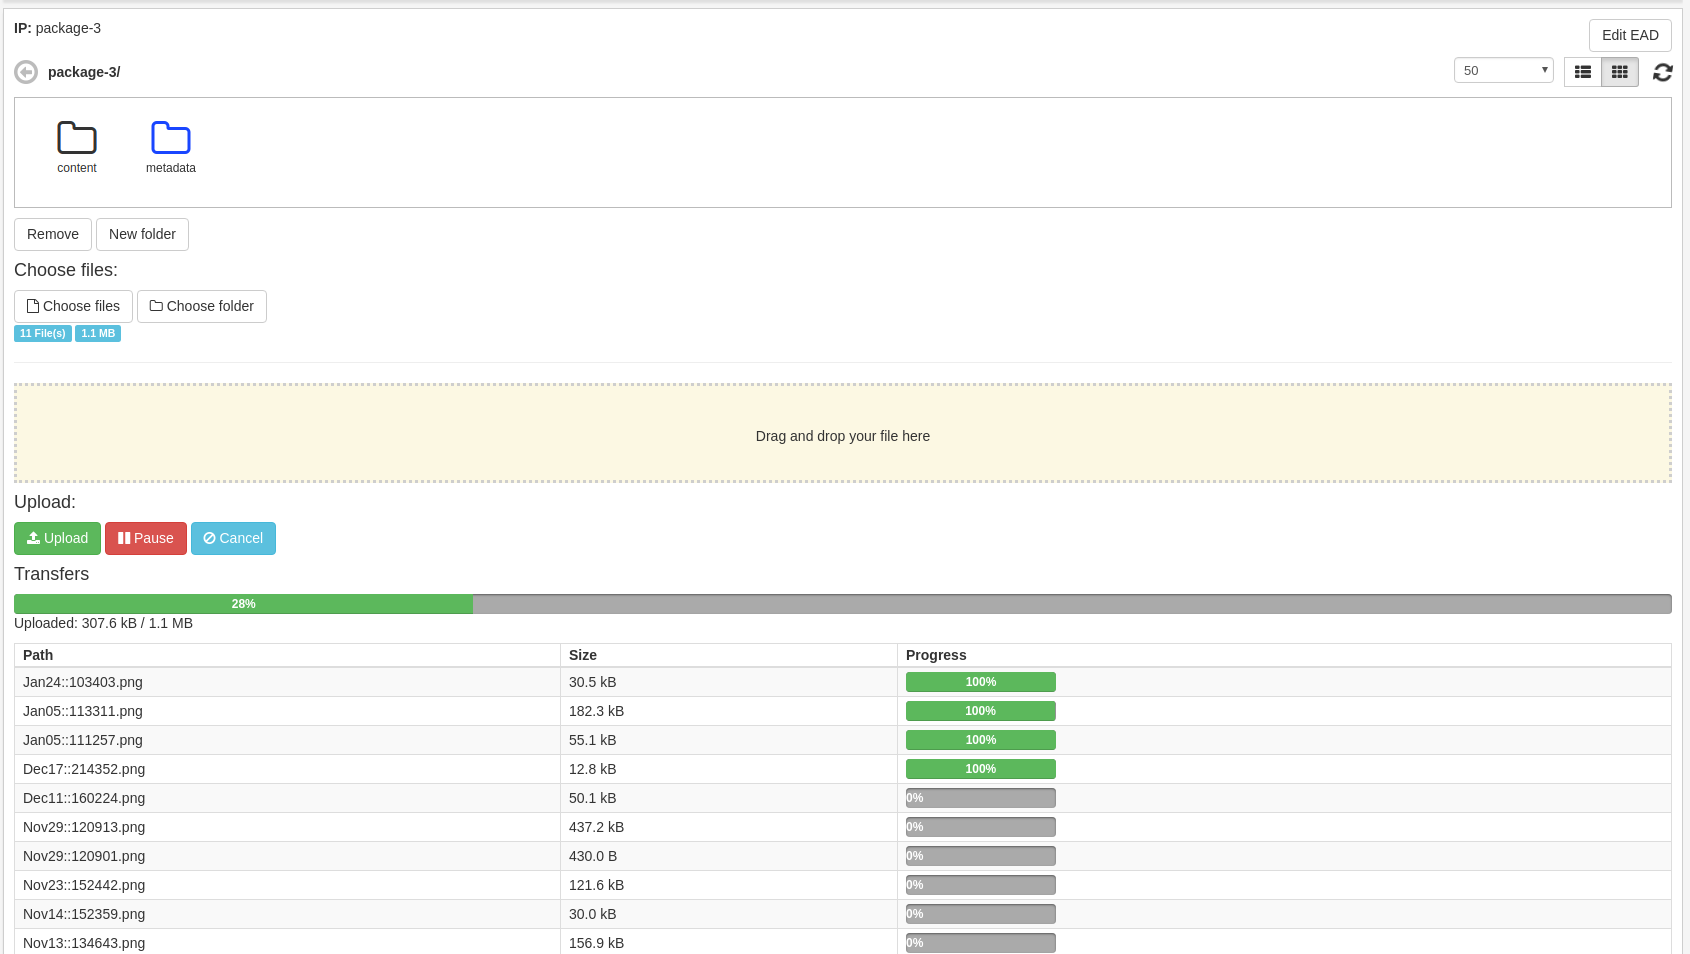 IP: package-3
Edit EAD
package-3/
50
content metadata
Remove New folder
Choose files:
Choose files Choose folder
11 File(s) 1.1 MB
Drag and drop your file here
Upload:
Upload Pause Cancel
Transfers
28%
Uploaded: 307.6 kB / 1.1 MB
Path Size Progress
Jan24::103403.png 30.5 kB 100%
Jan05::113311.png 182.3 kB 100%
Jan05::111257.png 55.1 kB 100%
Dec17::214352.png 12.8 kB 100%
Dec11::160224.png 50.1 kB 0%
Nov29::120913.png 437.2 kB 0%
Nov29::120901.png 430.0 B 0%
Nov23::152442.png 121.6 kB 0%
Nov14::152359.png 30.0 kB 0%
Nov13::134643.png 156.9 kB 0%